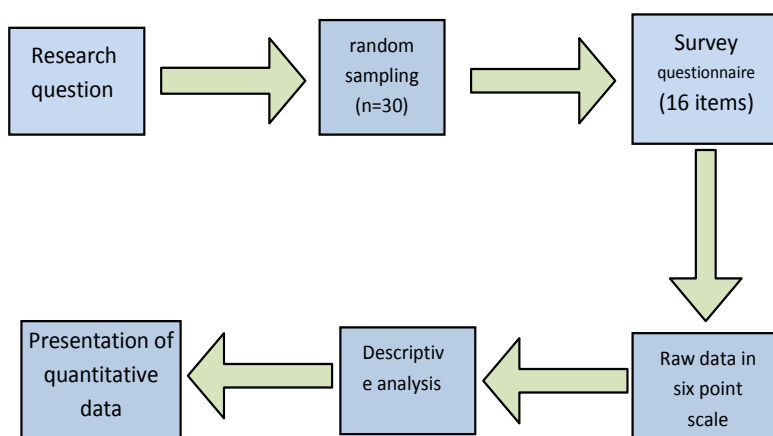 Research
question
random
sampling
(n=30)
Survey
questionnaire
(16 items)
Raw data in
six point
scale
Descriptiv
e analysis
Presentation of
quantitative
data